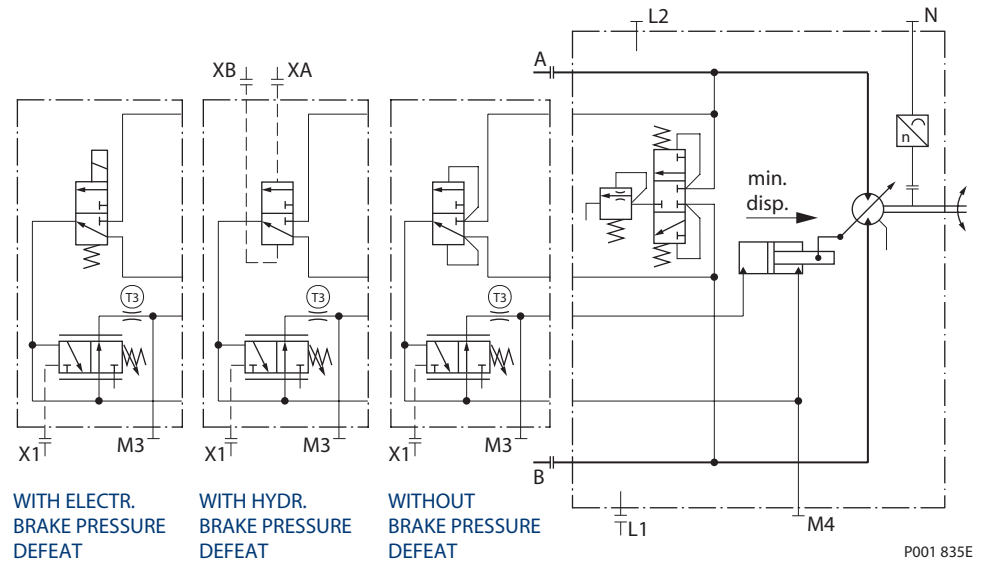 L2
N
A
XB
XA
n
min.
disp.
T3
T3
T3
X1
M3
X1
M3
X1
M3
B
L1
M4
WITH ELECTR.
BRAKE PRESSURE
DEFEAT
WITH HYDR.
BRAKE PRESSURE
DEFEAT
WITHOUT
BRAKE PRESSURE
DEFEAT
P001 835E